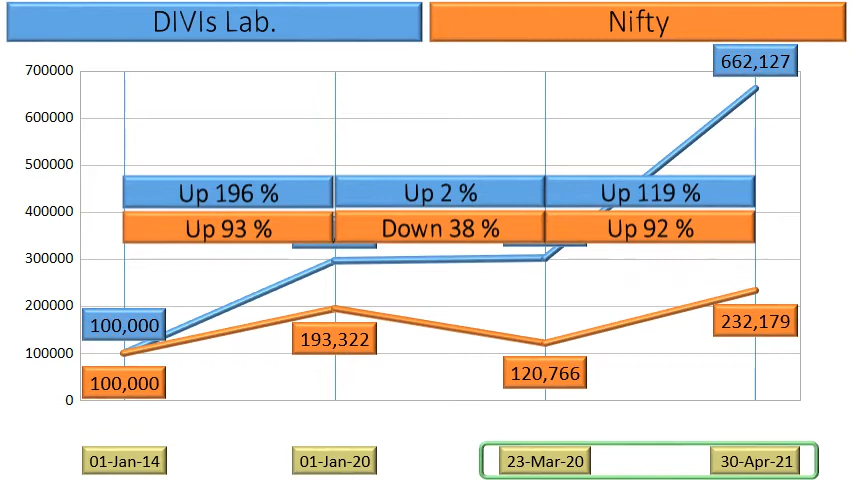 DIVIs Lab.
Nifty
700000
662,127
600000
500000
Up 196 %
Up 2 %
Up 119 %
400000
Up 93 %
Down 38 %
Up 92 %
300000
200000
100,000
193,322
232,179
100000
100,000
120,766
0
01-Jan-14
01-Jan-20
23-Mar-20
30-Apr-21